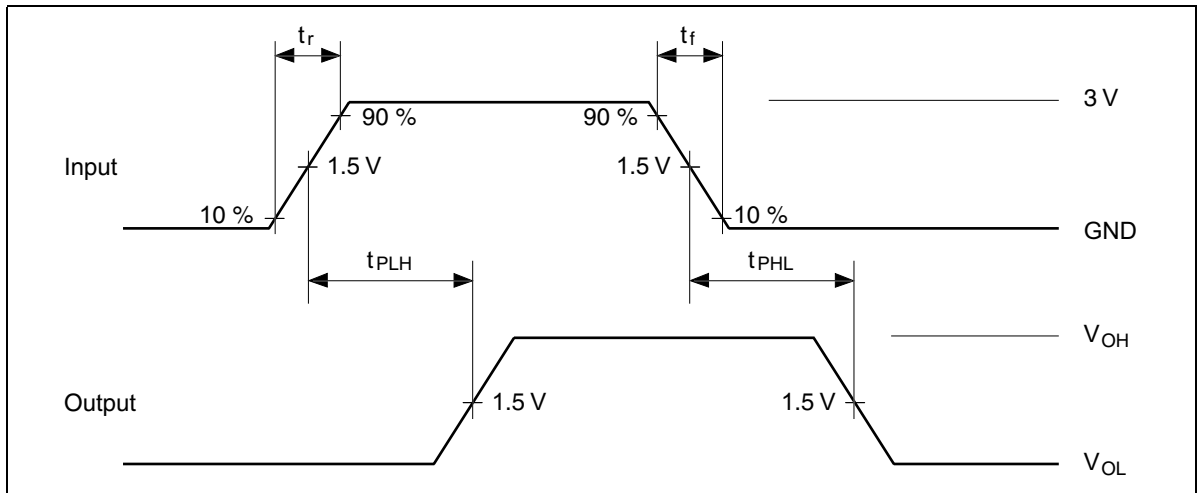 tr
tf
3 V
90 %
90 %
Input
1.5 V
1.5 V
10 %
10 %
GND
tPLH
tPHL
VOH
Output
1.5 V
1.5 V
VOL